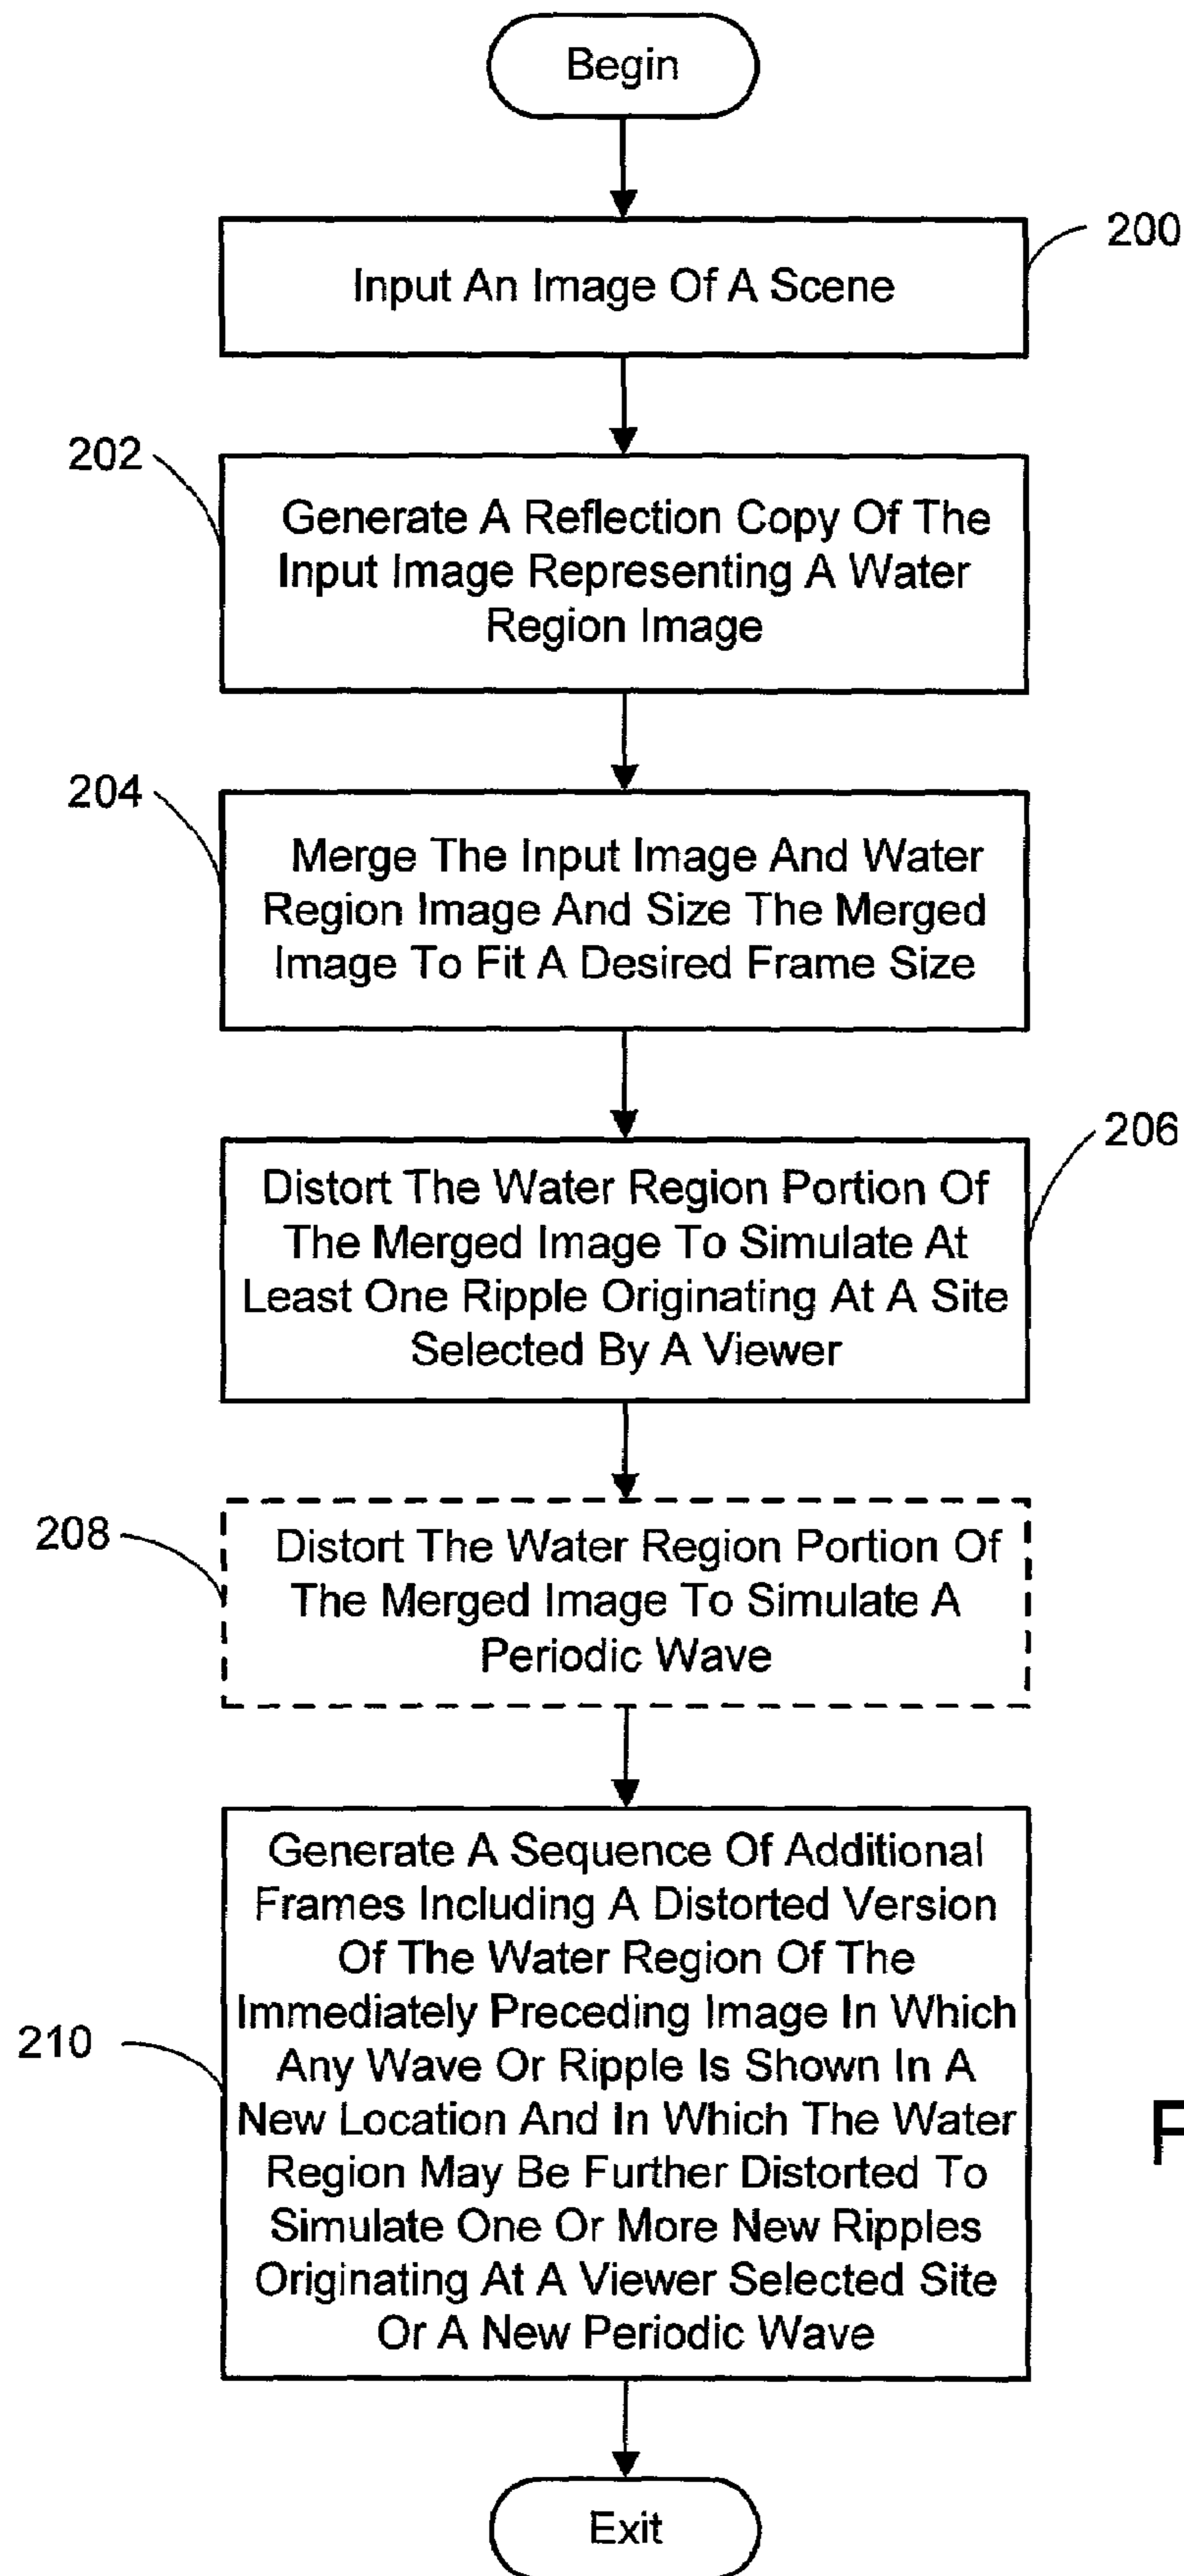 Begin
200
Input An Image Of A Scene
202
Generate A Reflection Copy Of The
Input Image Representing A Water
Region Image
204
Merge The Input Image And Water
Region Image And Size The Merged
Image To Fit A Desired Frame Size
206
Distort The Water Region Portion Of
The Merged Image To Simulate At
Least One Ripple Originating At A Site
Selected By A Viewer
208
Distort The Water Region Portion Of
The Merged Image To Simulate A
Periodic Wave
210
Generate A Sequence Of Additional
Frames Including A Distorted Version
Of The Water Region Of The
Immediately Preceding Image In Which
Any Wave Or Ripple Is Shown In A
New Location And In Which The Water
Region May Be Further Distorted To
Simulate One Or More New Ripples
Originating At A Viewer Selected Site
Or A New Periodic Wave
Exit